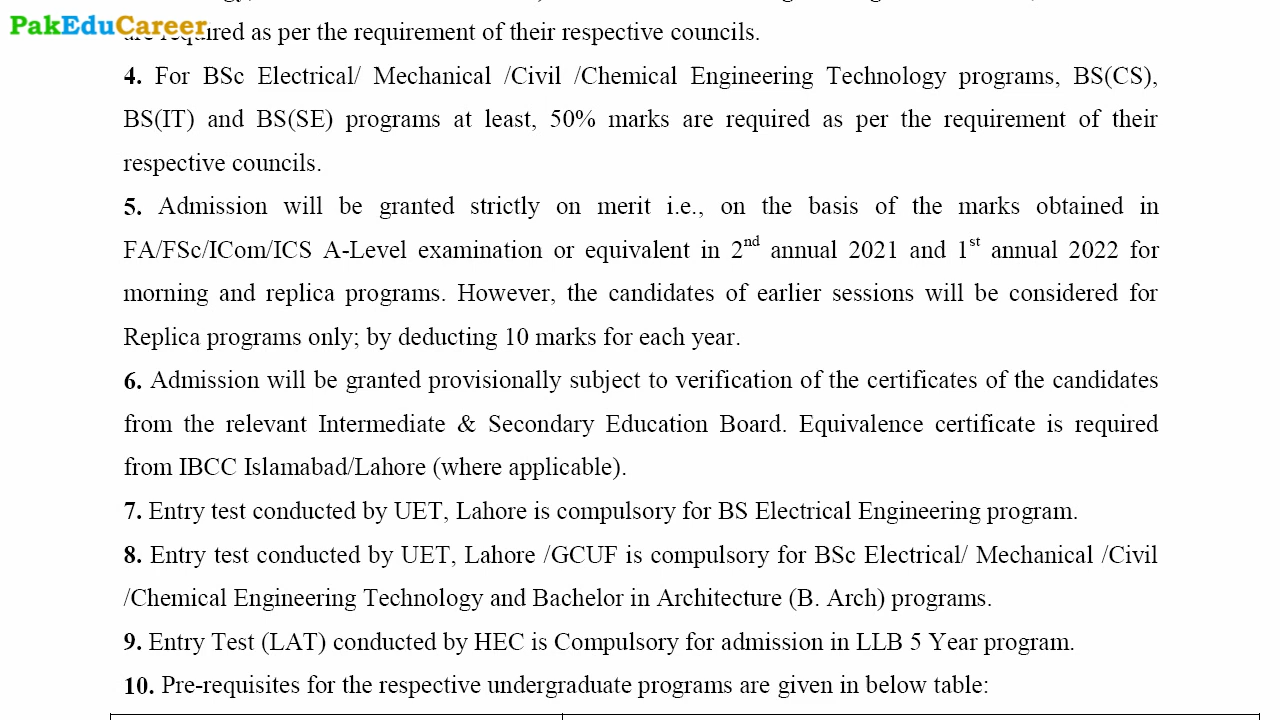 PakEduCareer
are required as per the requirement of their respective councils.
4. For BSc Electrical/ Mechanical /Civil /Chemical Engineering Technology programs, BS(CS),
BS(IT) and BS(SE) programs at least, 50% marks are required as per the requirement of their
respective councils.
5. Admission will be granted strictly on merit i.e., on the basis of the marks obtained in
FA/FSc/ICom/ICS A-Level examination or equivalent in 2nd annual 2021 and 1st annual 2022 for
morning and replica programs. However, the candidates of earlier sessions will be considered for
Replica programs only; by deducting 10 marks for each year.
6. Admission will be granted provisionally subject to verification of the certificates of the candidates
from the relevant Intermediate & Secondary Education Board. Equivalence certificate is required
from IBCC Islamabad/Lahore (where applicable).
7. Entry test conducted by UET, Lahore is compulsory for BS Electrical Engineering program.
8. Entry test conducted by UET, Lahore /GCUF is compulsory for BSc Electrical/ Mechanical /Civil
/Chemical Engineering Technology and Bachelor in Architecture (B. Arch) programs.
9. Entry Test (LAT) conducted by HEC is Compulsory for admission in LLB 5 Year program.
10. Pre-requisites for the respective undergraduate programs are given in below table: